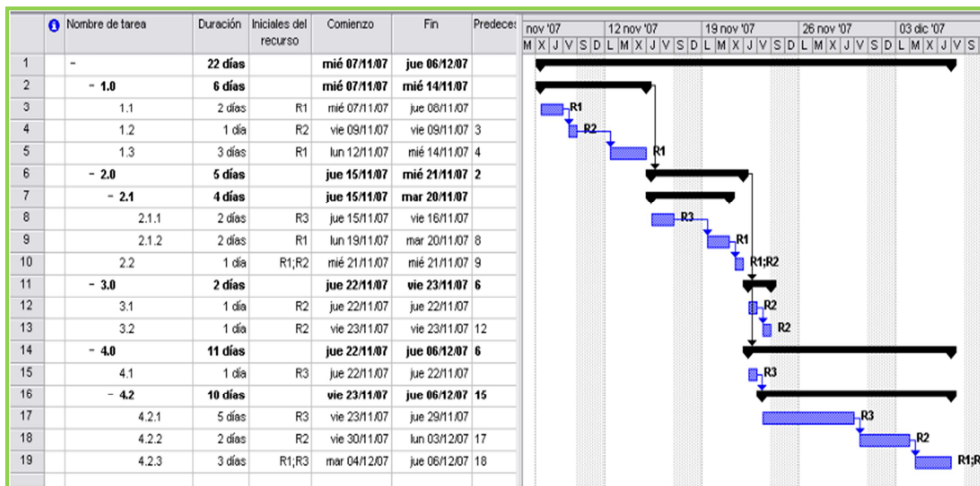 Nombre de tarea Duración Iniciales del recurso Comienzo Fin Predeces
nov '07 12 nov '07 19 nov '07 26 nov '07 03 dic '07
M X J V S D L M X J V S D L M X J V S D L M X J V S D L M X J V S
1 - 22 días mié 07/11/07 jue 06/12/07
2 - 1.0 6 días mié 07/11/07 mié 14/11/07
3 1.1 2 días R1 mié 07/11/07 jue 08/11/07 R1
4 1.2 1 día R2 vie 09/11/07 vie 09/11/07 3 R2
5 1.3 3 días R1 lun 12/11/07 mié 14/11/07 4 R1
6 - 2.0 5 días jue 15/11/07 mié 21/11/07 2
7 - 2.1 4 días jue 15/11/07 mar 20/11/07
8 2.1.1 2 días R3 jue 15/11/07 vie 16/11/07 R3
9 2.1.2 2 días R1 lun 19/11/07 mar 20/11/07 8 R1
10 2.2 1 día R1;R2 mié 21/11/07 mié 21/11/07 9 R1;R2
11 - 3.0 2 días jue 22/11/07 vie 23/11/07 6
12 3.1 1 día R2 jue 22/11/07 jue 22/11/07 R2
13 3.2 1 día R2 vie 23/11/07 vie 23/11/07 12 R2
14 - 4.0 11 días jue 22/11/07 jue 06/12/07 6
15 4.1 1 día R3 jue 22/11/07 jue 22/11/07 R3
16 - 4.2 10 días vie 23/11/07 jue 06/12/07 15
17 4.2.1 5 días R3 vie 23/11/07 jue 29/11/07 R3
18 4.2.2 2 días R2 vie 30/11/07 lun 03/12/07 17 R2
19 4.2.3 3 días R1;R3 mar 04/12/07 jue 06/12/07 18 R1;R